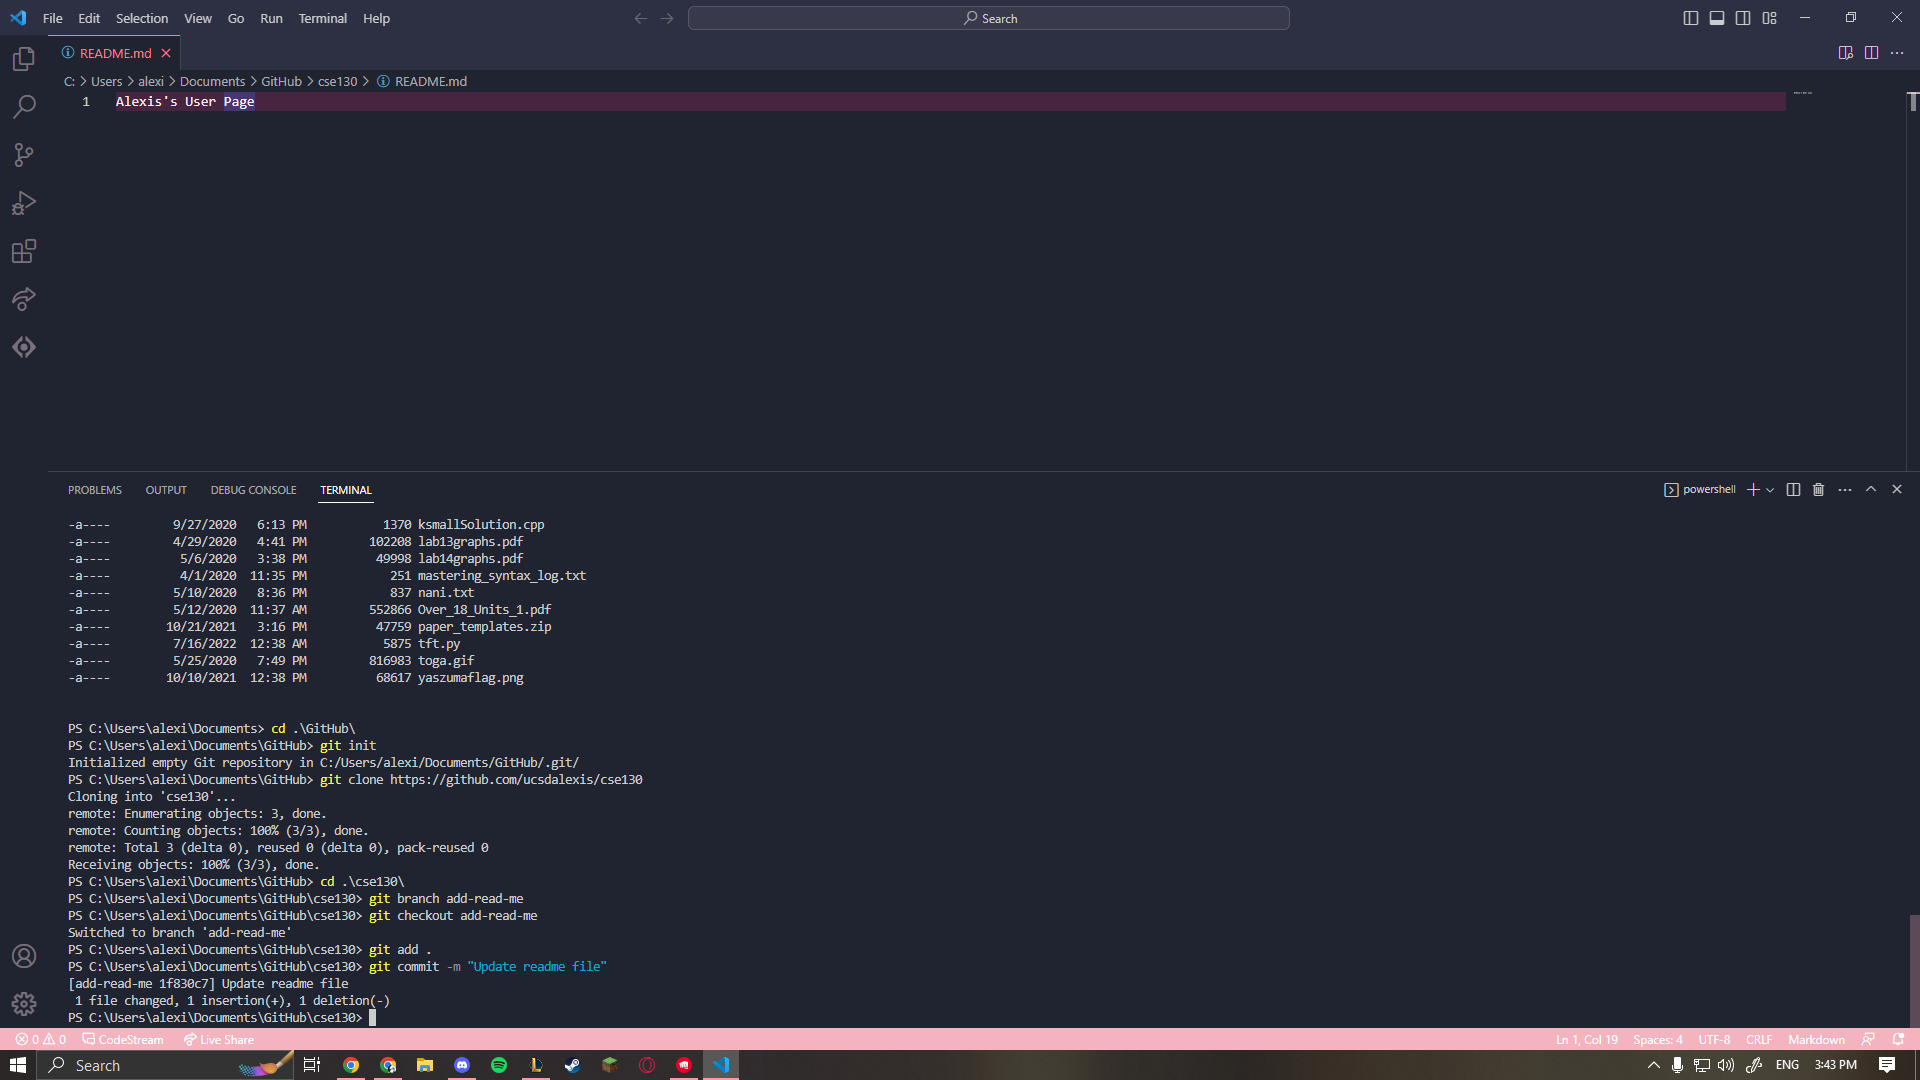 File Edit Selection View Go Run Terminal Help
Search
README.md
C: > Users > alexi > Documents > GitHub > cse130 > README.md
1 Alexis's User Page
PROBLEMS OUTPUT DEBUG CONSOLE TERMINAL
powershell
-a---- 9/27/2020 6:13 PM 1370 ksmallSolution.cpp
-a---- 4/29/2020 4:41 PM 102208 lab13graphs.pdf
-a---- 5/6/2020 3:38 PM 49998 lab14graphs.pdf
-a---- 4/1/2020 11:35 PM 251 mastering_syntax_log.txt
-a---- 5/10/2020 8:36 PM 837 nani.txt
-a---- 5/12/2020 11:37 AM 552866 Over_18_Units_1.pdf
-a---- 10/21/2021 3:16 PM 47759 paper_templates.zip
-a---- 7/16/2022 12:38 AM 5875 tft.py
-a---- 5/25/2020 7:49 PM 816983 toga.gif
-a---- 10/10/2021 12:38 PM 68617 yaszumaflag.png
PS C:\Users\alexi\Documents> cd .\GitHub\
PS C:\Users\alexi\Documents\GitHub> git init
Initialized empty Git repository in C:/Users/alexi/Documents/GitHub/.git/
PS C:\Users\alexi\Documents\GitHub> git clone https://github.com/ucsdalexis/cse130
Cloning into 'cse130'...
remote: Enumerating objects: 3, done.
remote: Counting objects: 100% (3/3), done.
remote: Total 3 (delta 0), reused 0 (delta 0), pack-reused 0
Receiving objects: 100% (3/3), done.
PS C:\Users\alexi\Documents\GitHub> cd .\cse130\
PS C:\Users\alexi\Documents\GitHub\cse130> git branch add-read-me
PS C:\Users\alexi\Documents\GitHub\cse130> git checkout add-read-me
Switched to branch 'add-read-me'
PS C:\Users\alexi\Documents\GitHub\cse130> git add .
PS C:\Users\alexi\Documents\GitHub\cse130> git commit -m "Update readme file"
[add-read-me 1f830c7] Update readme file
1 file changed, 1 insertion(+), 1 deletion(-)
PS C:\Users\alexi\Documents\GitHub\cse130>
0 0 CodeStream Live Share
Ln 1, Col 19 Spaces: 4 UTF-8 CRLF Markdown
Search
ENG 3:43 PM